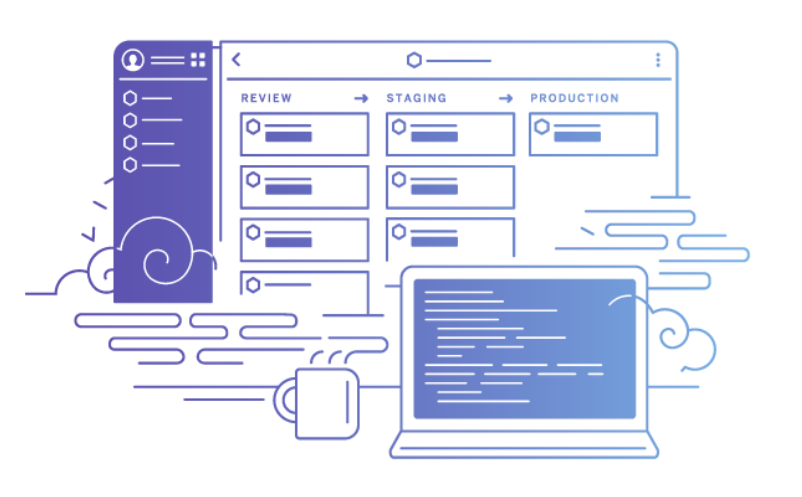 REVIEW → STAGING → PRODUCTION